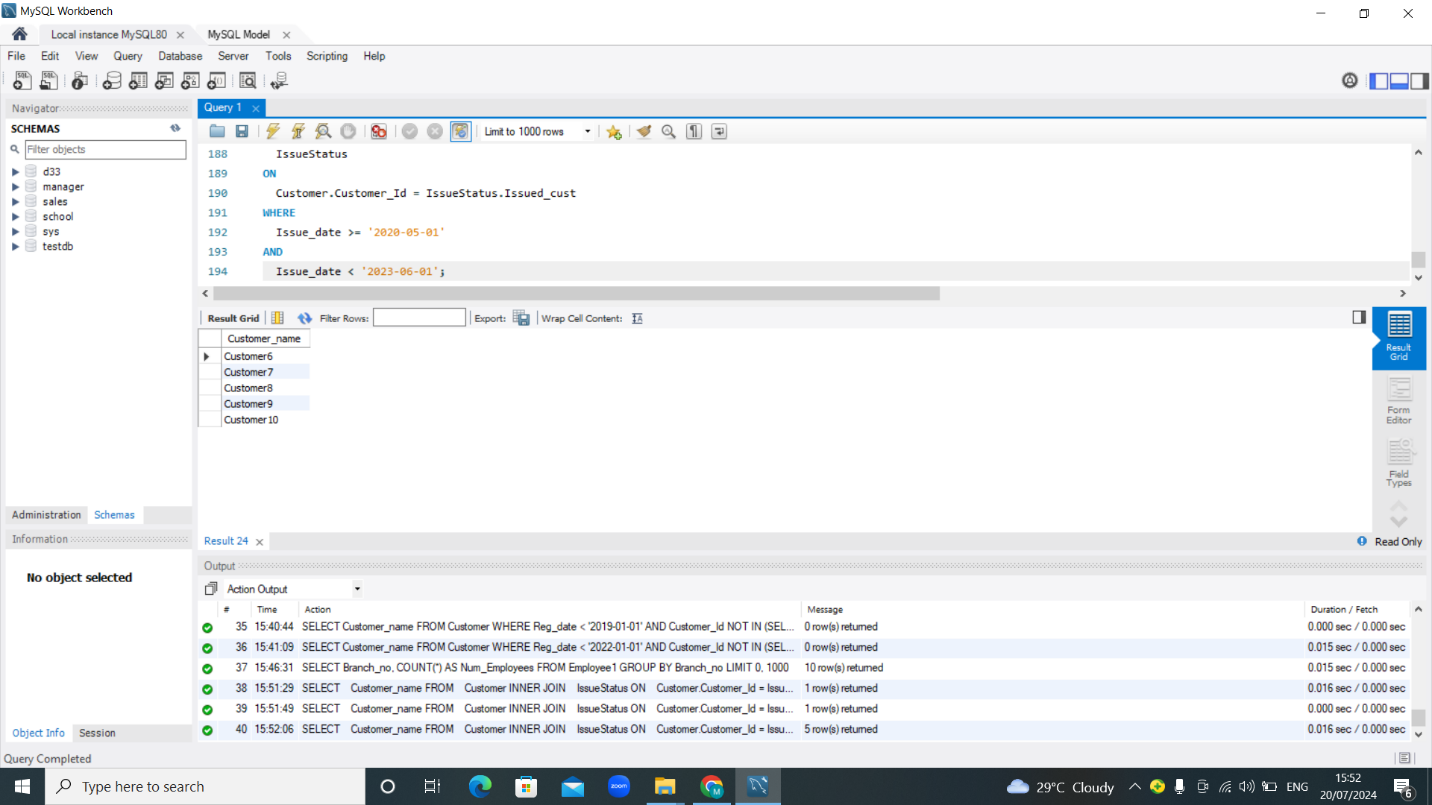 MySQL Workbench
Local instance MySQL80
MySQL Model
File Edit View Query Database Server Tools Scripting Help
Navigator
SCHEMAS
Filter objects
d33
manager
sales
school
sys
testdb
Administration Schemas
Information
No object selected
Object Info Session
Query Completed
Query 1
Limit to 1000 rows
188 IssueStatus
189 ON
190 Customer.Customer_Id = IssueStatus.Issued_cust
191 WHERE
192 Issue_date >= '2020-05-01'
193 AND
194 Issue_date < '2023-06-01';
Result Grid Filter Rows: Export: Wrap Cell Content:
Customer_name
Customer6
Customer7
Customer8
Customer9
Customer10
Result Grid
Form Editor
Field Types
Result 24
Read Only
Output
Action Output
# Time Action Message Duration / Fetch
35 15:40:44 SELECT Customer_name FROM Customer WHERE Reg_date < '2019-01-01' AND Customer_Id NOT IN (SEL... 0 row(s) returned 0.000 sec / 0.000 sec
36 15:41:09 SELECT Customer_name FROM Customer WHERE Reg_date < '2022-01-01' AND Customer_Id NOT IN (SEL... 0 row(s) returned 0.015 sec / 0.000 sec
37 15:46:31 SELECT Branch_no, COUNT(*) AS Num_Employees FROM Employee1 GROUP BY Branch_no LIMIT 0, 1000 10 row(s) returned 0.015 sec / 0.000 sec
38 15:51:29 SELECT Customer_name FROM Customer INNER JOIN IssueStatus ON Customer.Customer_Id = Issu... 1 row(s) returned 0.016 sec / 0.000 sec
39 15:51:49 SELECT Customer_name FROM Customer INNER JOIN IssueStatus ON Customer.Customer_Id = Issu... 1 row(s) returned 0.000 sec / 0.000 sec
40 15:52:06 SELECT Customer_name FROM Customer INNER JOIN IssueStatus ON Customer.Customer_Id = Issu... 5 row(s) returned 0.016 sec / 0.000 sec
Type here to search
zoom
29°C Cloudy
ENG
15:52
20/07/2024
6